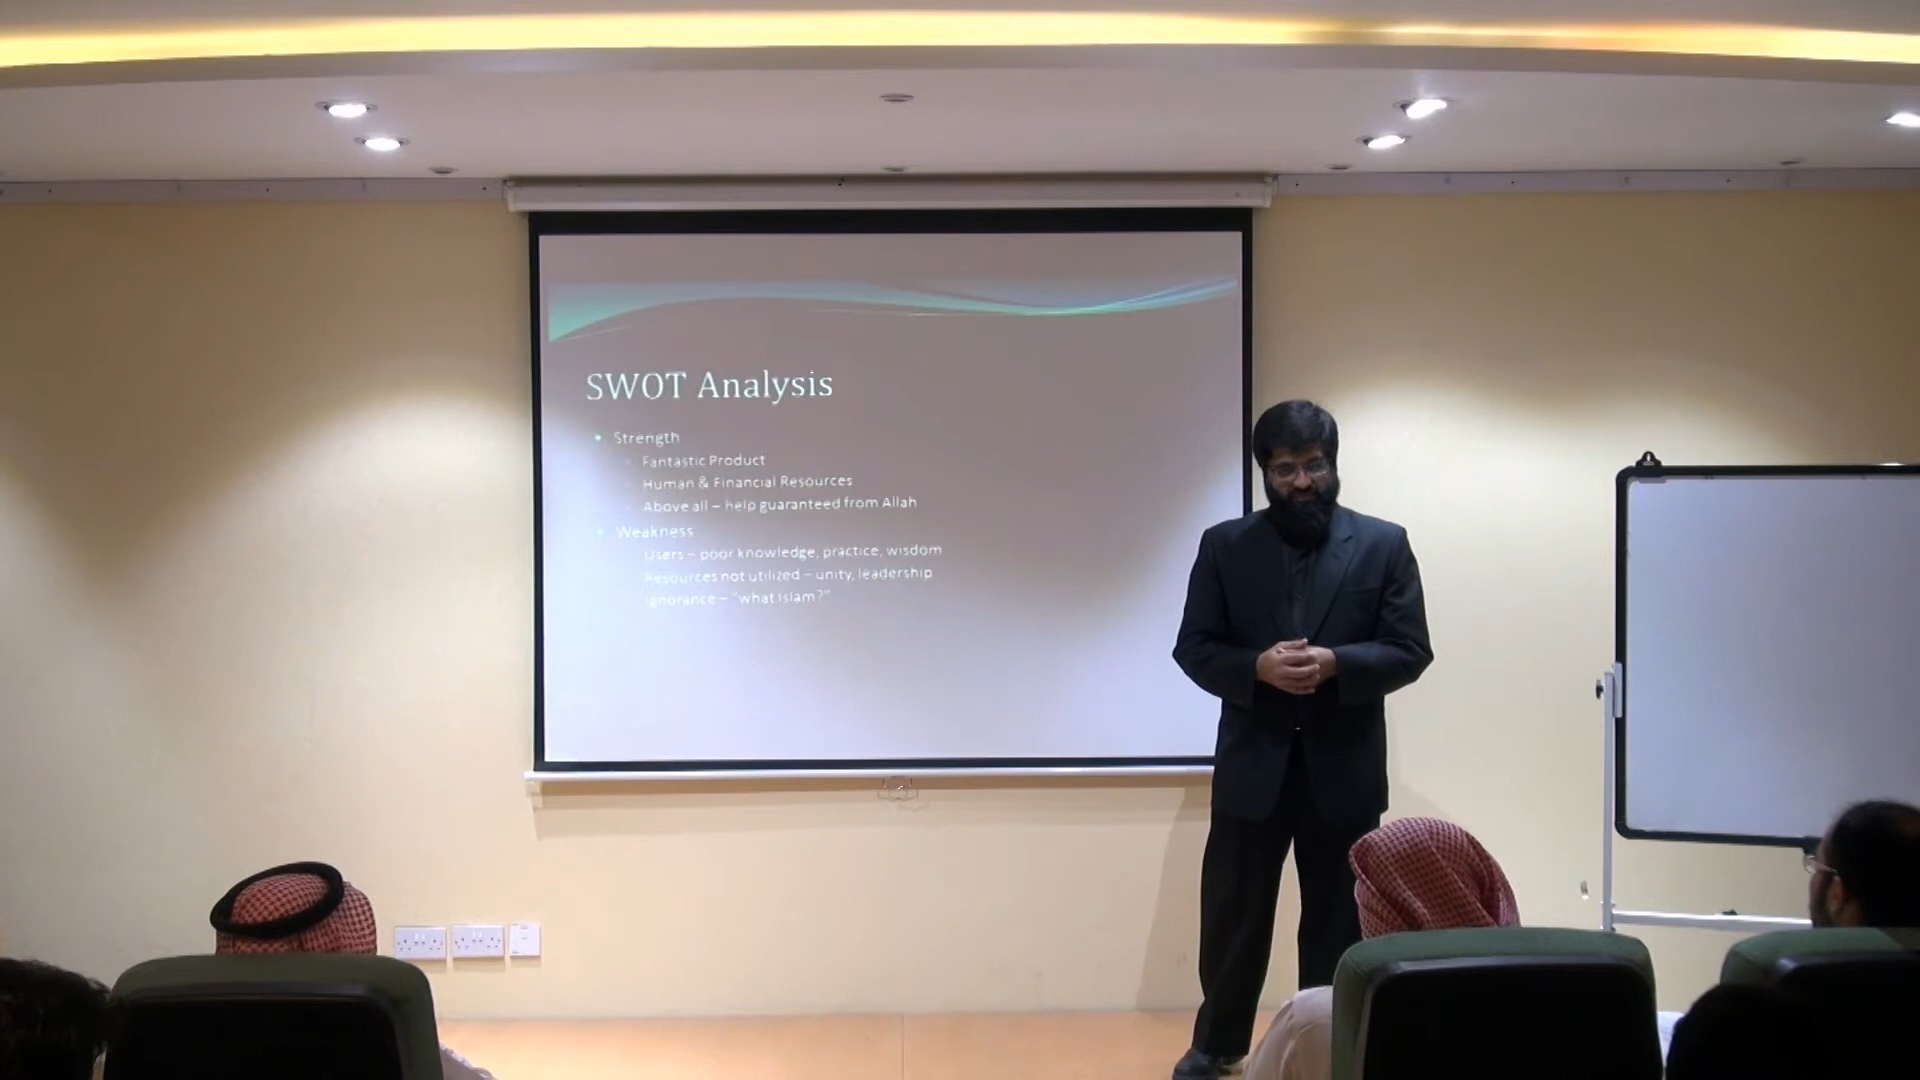 SWOT Analysis
Strength
Fantastic Product
Human & Financial Resources
Above all – help guaranteed from Allah
Weakness
Users – poor knowledge, practice, wisdom
Resources not utilized – unity, leadership
Ignorance – "what Islam?"